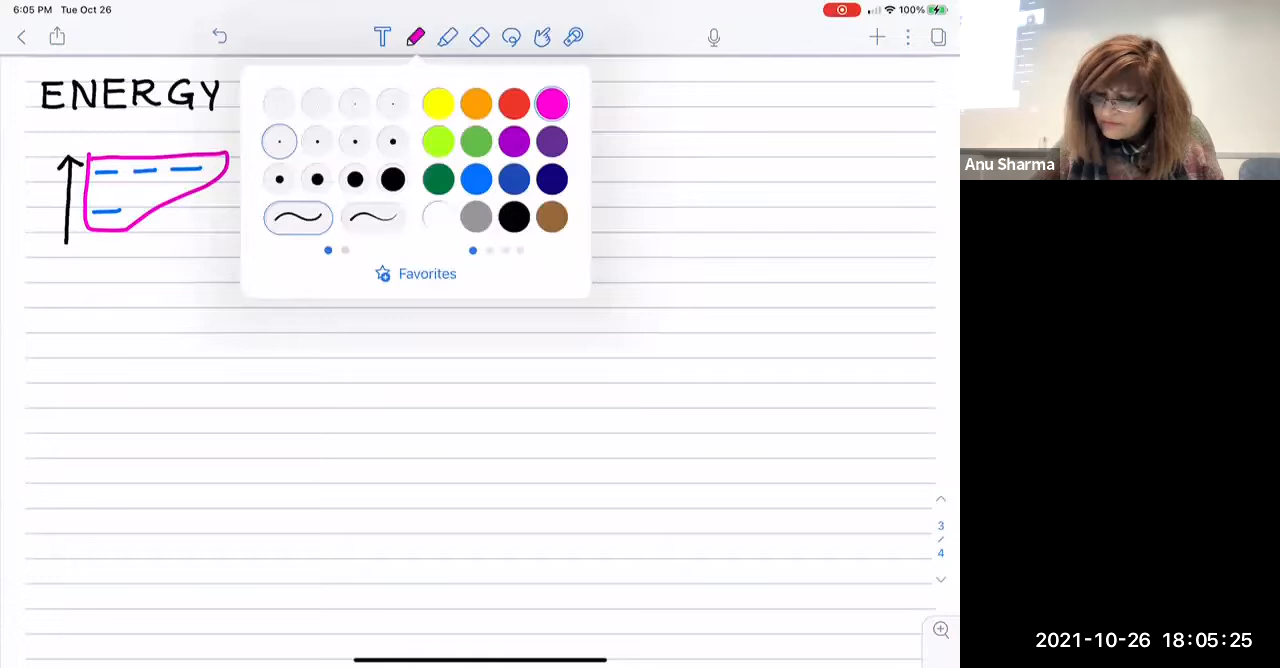 6:05 PM Tue Oct 26
100%
T
ENERGY
Favorites
3
4
Anu Sharma
2021-10-26 18:05:25